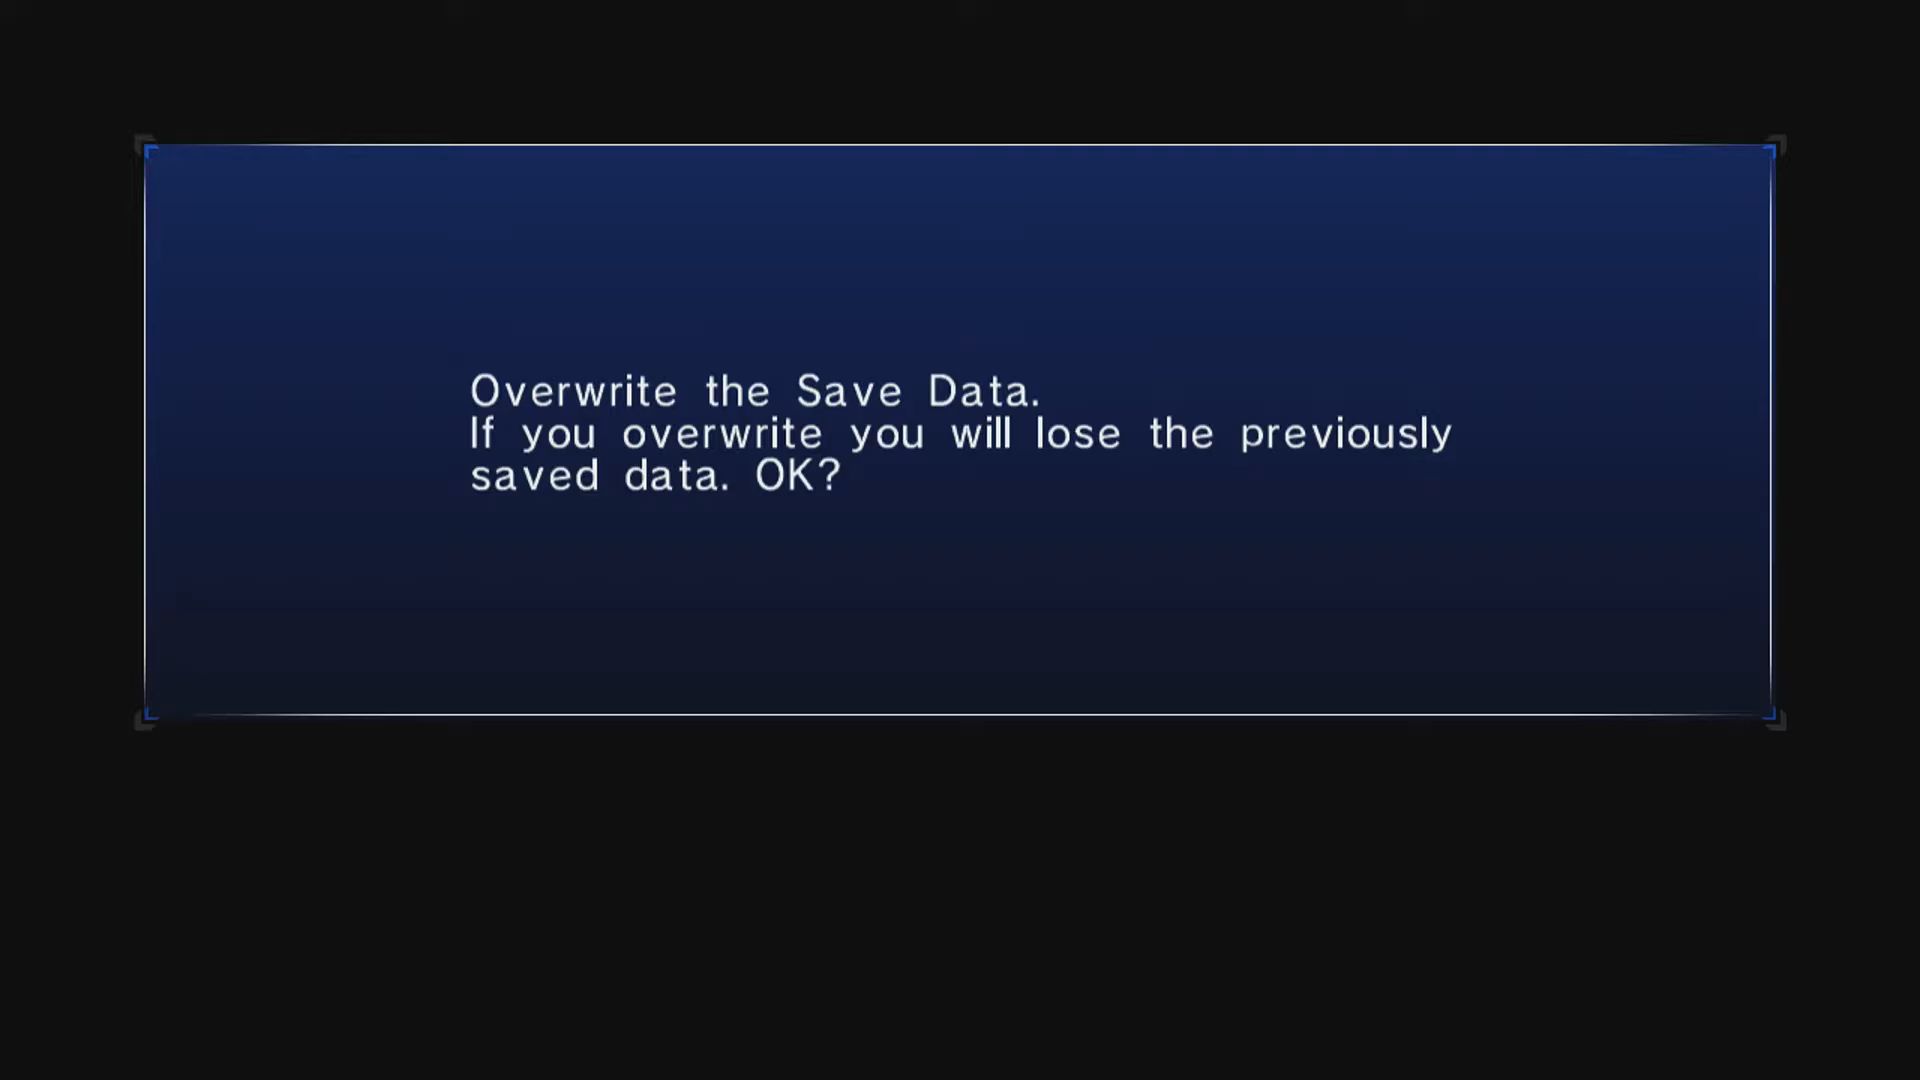 Overwrite the Save Data.
If you overwrite you will lose the previously
saved data. OK?